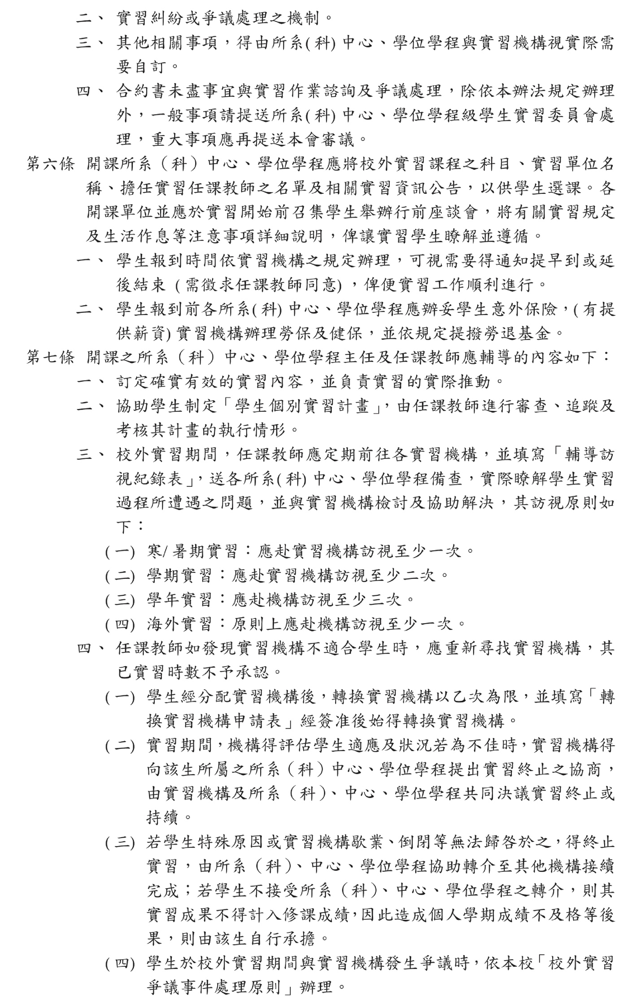 二、 實習糾紛或爭議處理之機制。
三、 其他相關事項，得由所系(科)中心、學位學程與實習機構視實際需
要自訂。
四、 合約書未盡事宜與實習作業諮詢及爭議處理，除依本辦法規定辦理
外，一般事項請提送所系(科)中心、學位學程級學生實習委員會處
理，重大事項應再提送本會審議。
第六條 開課所系（科）中心、學位學程應將校外實習課程之科目、實習單位名
稱、擔任實習任課教師之名單及相關實習資訊公告，以供學生選課。各
開課單位並應於實習開始前召集學生舉辦行前座談會，將有關實習規定
及生活作息等注意事項詳細說明，俾讓實習學生瞭解並遵循。
一、 學生報到時間依實習機構之規定辦理，可視需要得通知提早到或延
後結束 (需徵求任課教師同意)，俾便實習工作順利進行。
二、 學生報到前各所系(科)中心、學位學程應辦妥學生意外保險，(有提
供薪資)實習機構辦理勞保及健保，並依規定提撥勞退基金。
第七條 開課之所系（科）中心、學位學程主任及任課教師應輔導的內容如下：
一、 訂定確實有效的實習內容，並負責實習的實際推動。
二、 協助學生制定「學生個別實習計畫」，由任課教師進行審查、追蹤及
考核其計畫的執行情形。
三、 校外實習期間，任課教師應定期前往各實習機構，並填寫「輔導訪
視紀錄表」，送各所系(科)中心、學位學程備查，實際瞭解學生實習
過程所遭遇之問題，並與實習機構檢討及協助解決，其訪視原則如
下：
(一) 寒/暑期實習：應赴實習機構訪視至少一次。
(二) 學期實習：應赴實習機構訪視至少二次。
(三) 學年實習：應赴機構訪視至少三次。
(四) 海外實習：原則上應赴機構訪視至少一次。
四、 任課教師如發現實習機構不適合學生時，應重新尋找實習機構，其
已實習時數不予承認。
(一) 學生經分配實習機構後，轉換實習機構以乙次為限，並填寫「轉
換實習機構申請表」經簽准後始得轉換實習機構。
(二) 實習期間，機構得評估學生適應及狀況若為不佳時，實習機構得
向該生所屬之所系（科）中心、學位學程提出實習終止之協商，
由實習機構及所系（科）、中心、學位學程共同決議實習終止或
持續。
(三) 若學生特殊原因或實習機構歇業、倒閉等無法歸咎於之，得終止
實習，由所系（科）、中心、學位學程協助轉介至其他機構接續
完成；若學生不接受所系（科）、中心、學位學程之轉介，則其
實習成果不得計入修課成績，因此造成個人學期成績不及格等後
果，則由該生自行承擔。
(四) 學生於校外實習期間與實習機構發生爭議時，依本校「校外實習
爭議事件處理原則」辦理。